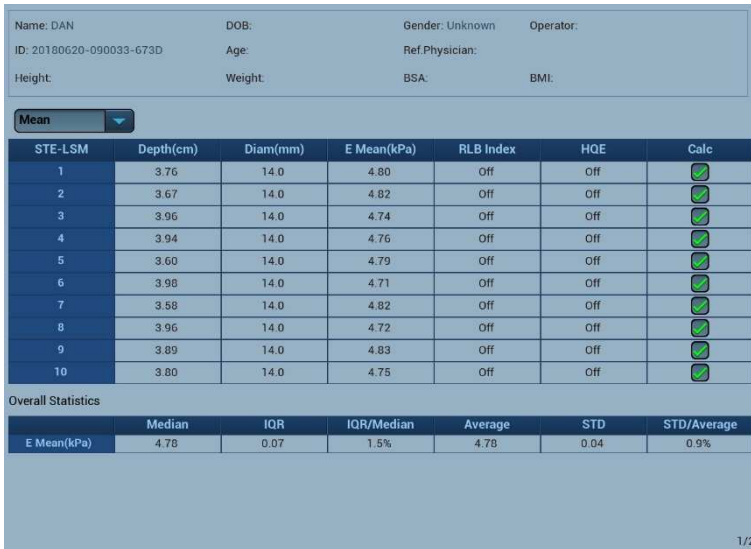 Name: DAN DOB: Gender: Unknown Operator:
ID: 20180620-090033-673D Age: Ref.Physician:
Height: Weight: BSA: BMI:
Mean
STE-LSM Depth(cm) Diam(mm) E Mean(kPa) RLB Index HQE Calc
1 3.76 14.0 4.80 Off Off
2 3.67 14.0 4.82 Off Off
3 3.96 14.0 4.74 Off Off
4 3.94 14.0 4.76 Off Off
5 3.60 14.0 4.79 Off Off
6 3.98 14.0 4.71 Off Off
7 3.58 14.0 4.82 Off Off
8 3.96 14.0 4.72 Off Off
9 3.89 14.0 4.83 Off Off
10 3.80 14.0 4.75 Off Off
Overall Statistics
Median IQR IQR/Median Average STD STD/Average
E Mean(kPa) 4.78 0.07 1.5% 4.78 0.04 0.9%
1/2